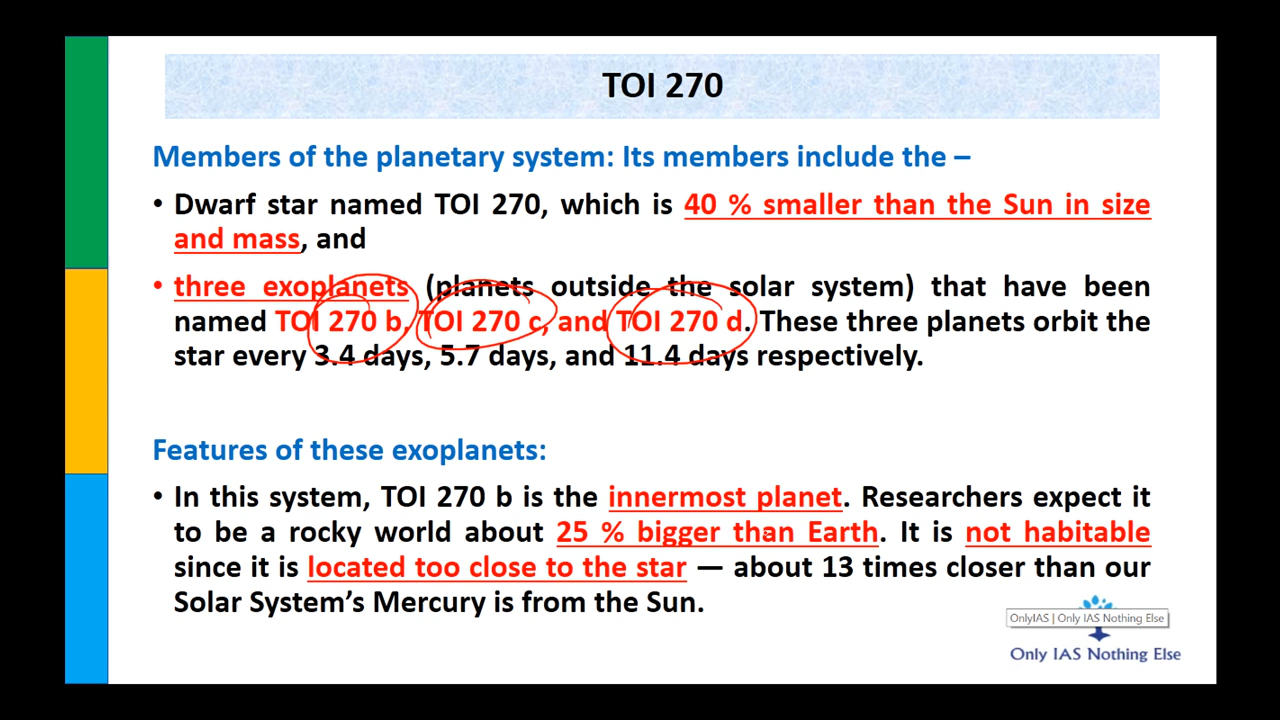 TOI 270
Members of the planetary system: Its members include the –
• Dwarf star named TOI 270, which is 40 % smaller than the Sun in size
and mass, and
• three exoplanets (planets outside the solar system) that have been
named TOI 270 b, TOI 270 c, and TOI 270 d. These three planets orbit the
star every 3.4 days, 5.7 days, and 11.4 days respectively.
Features of these exoplanets:
• In this system, TOI 270 b is the innermost planet. Researchers expect it
to be a rocky world about 25 % bigger than Earth. It is not habitable
since it is located too close to the star — about 13 times closer than our
Solar System’s Mercury is from the Sun.
OnlyIAS | Only IAS Nothing Else
Only IAS Nothing Else